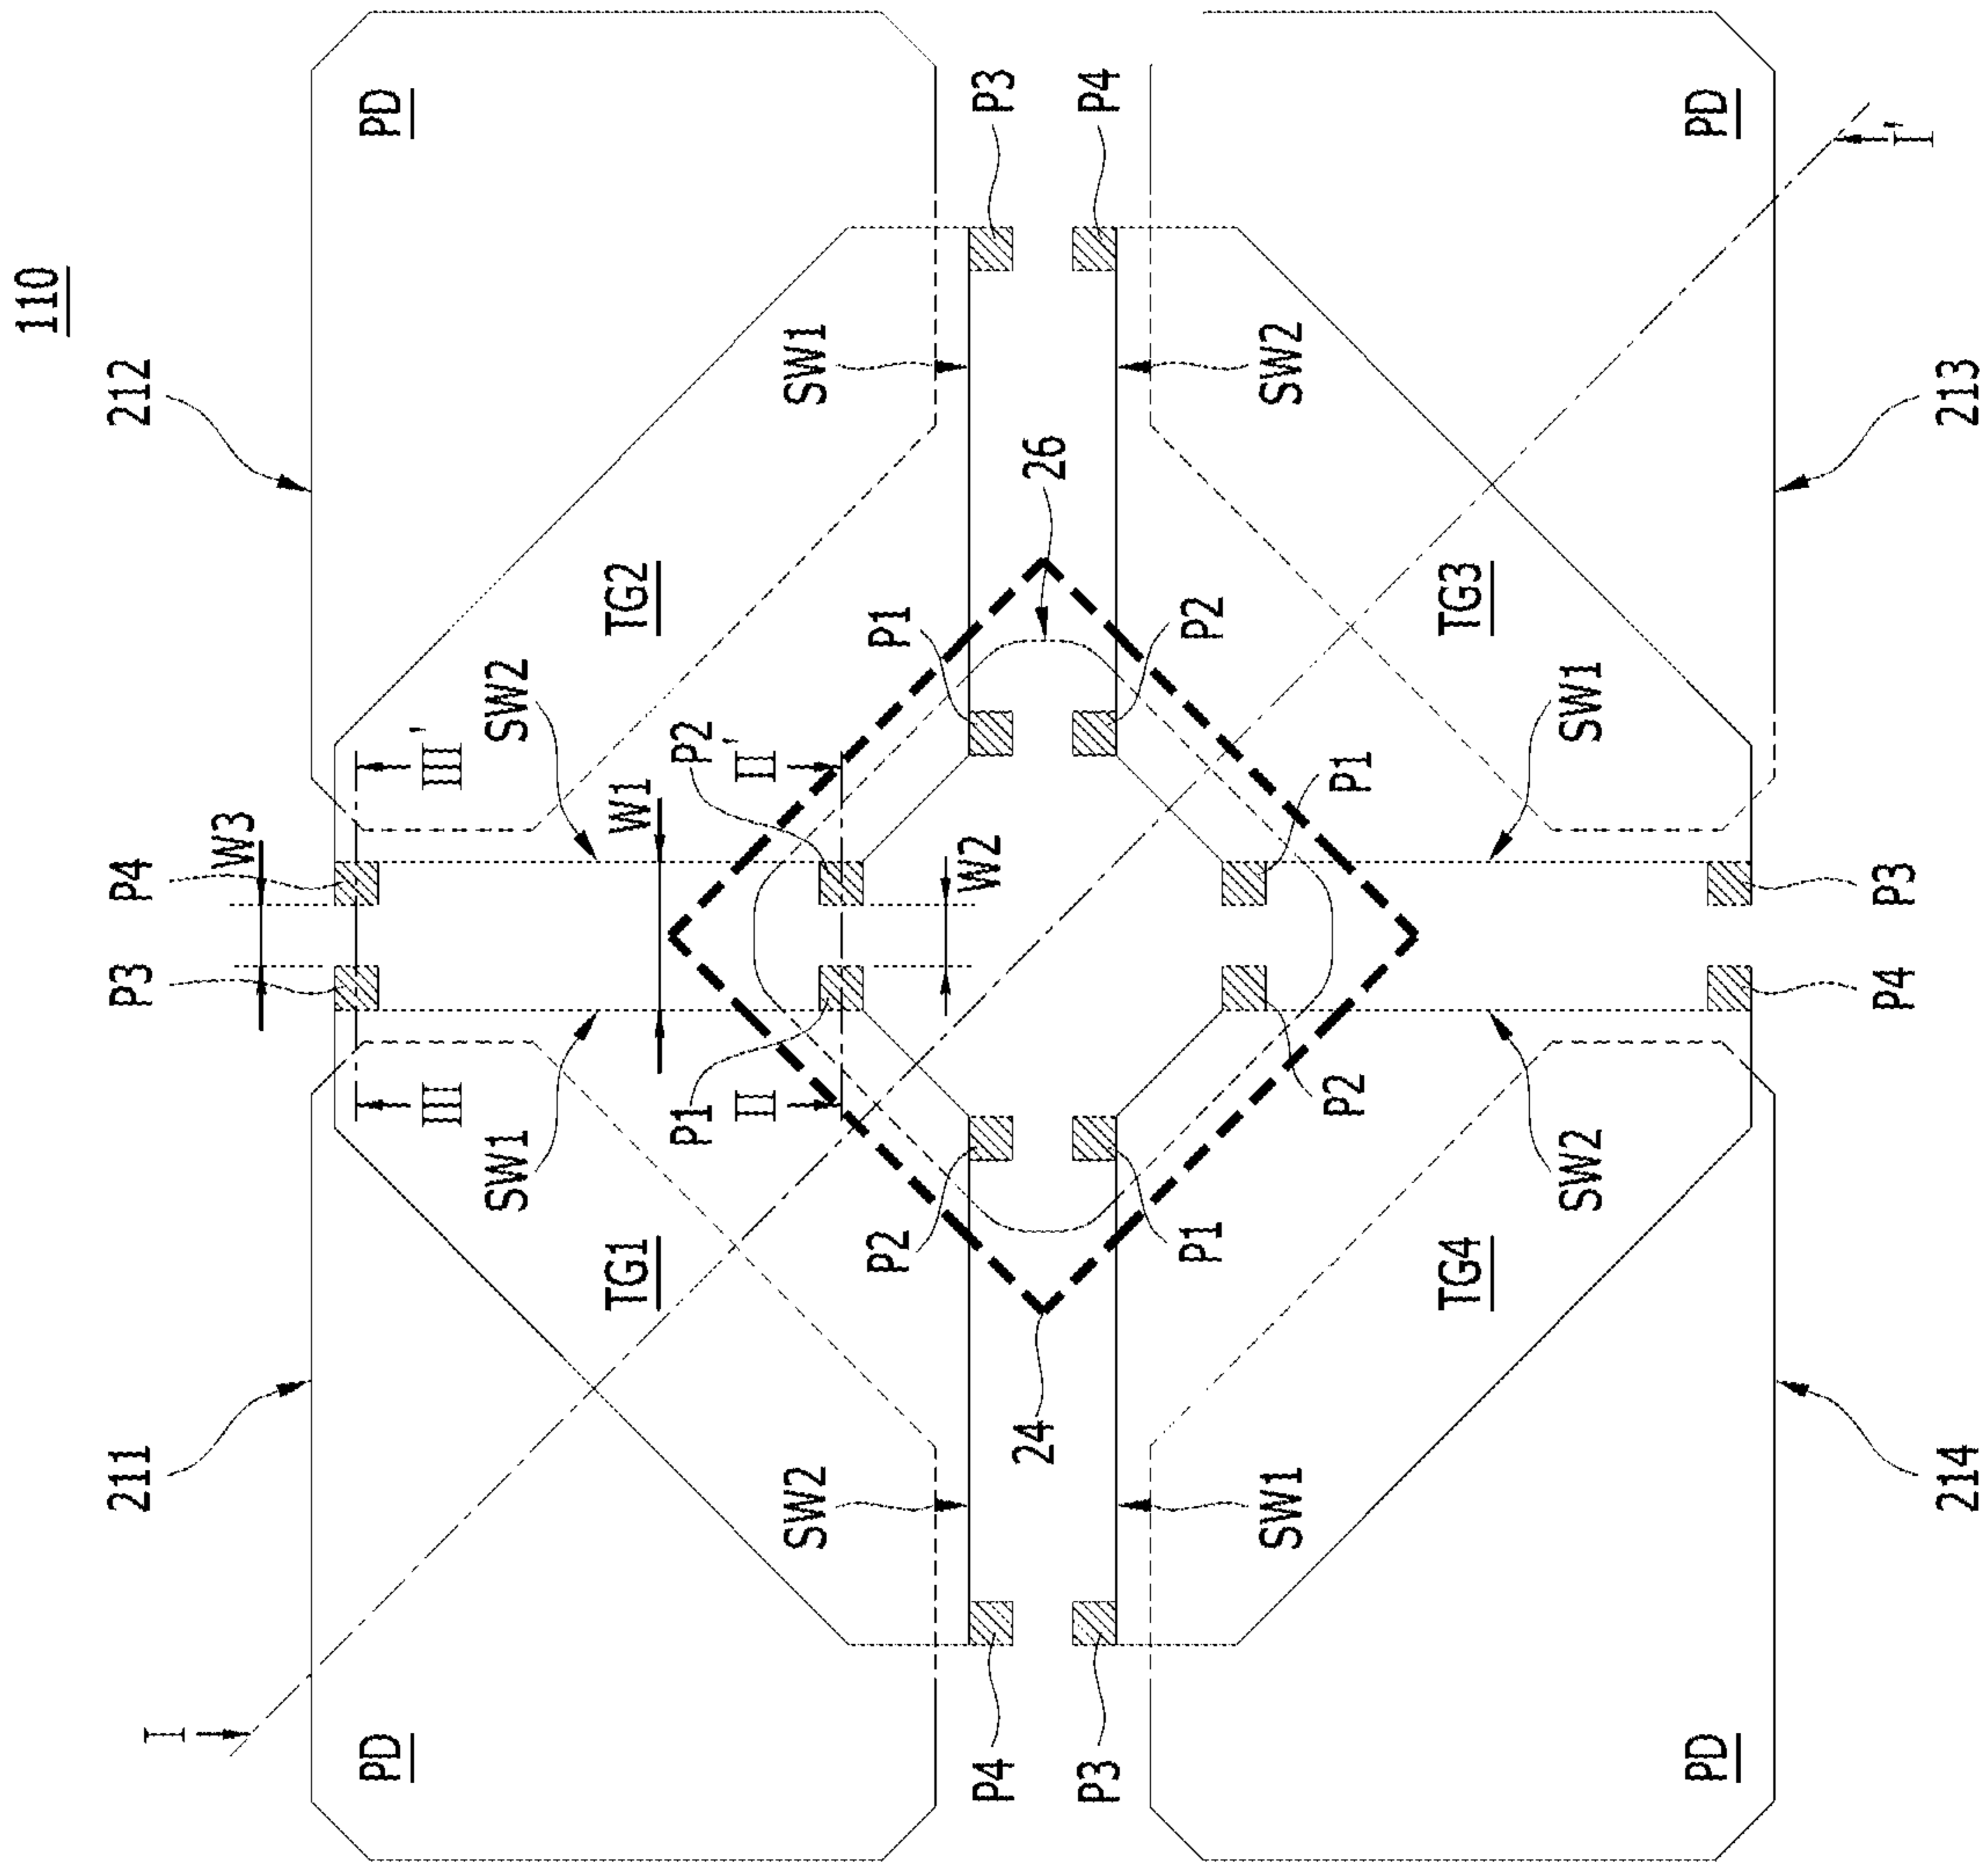 110
211
P3
P4
212
I
W3
PD
PD
III
III'
SW1
SW2
TG1
W1
TG2
P1
P2
II
II'
SW2
SW1
P2
P1
W2
P4
P3
24
26
P3
P4
P1
P2
SW1
SW2
P2
P1
TG4
TG3
SW2
SW1
PD
PD
P4
P3
I'
214
213